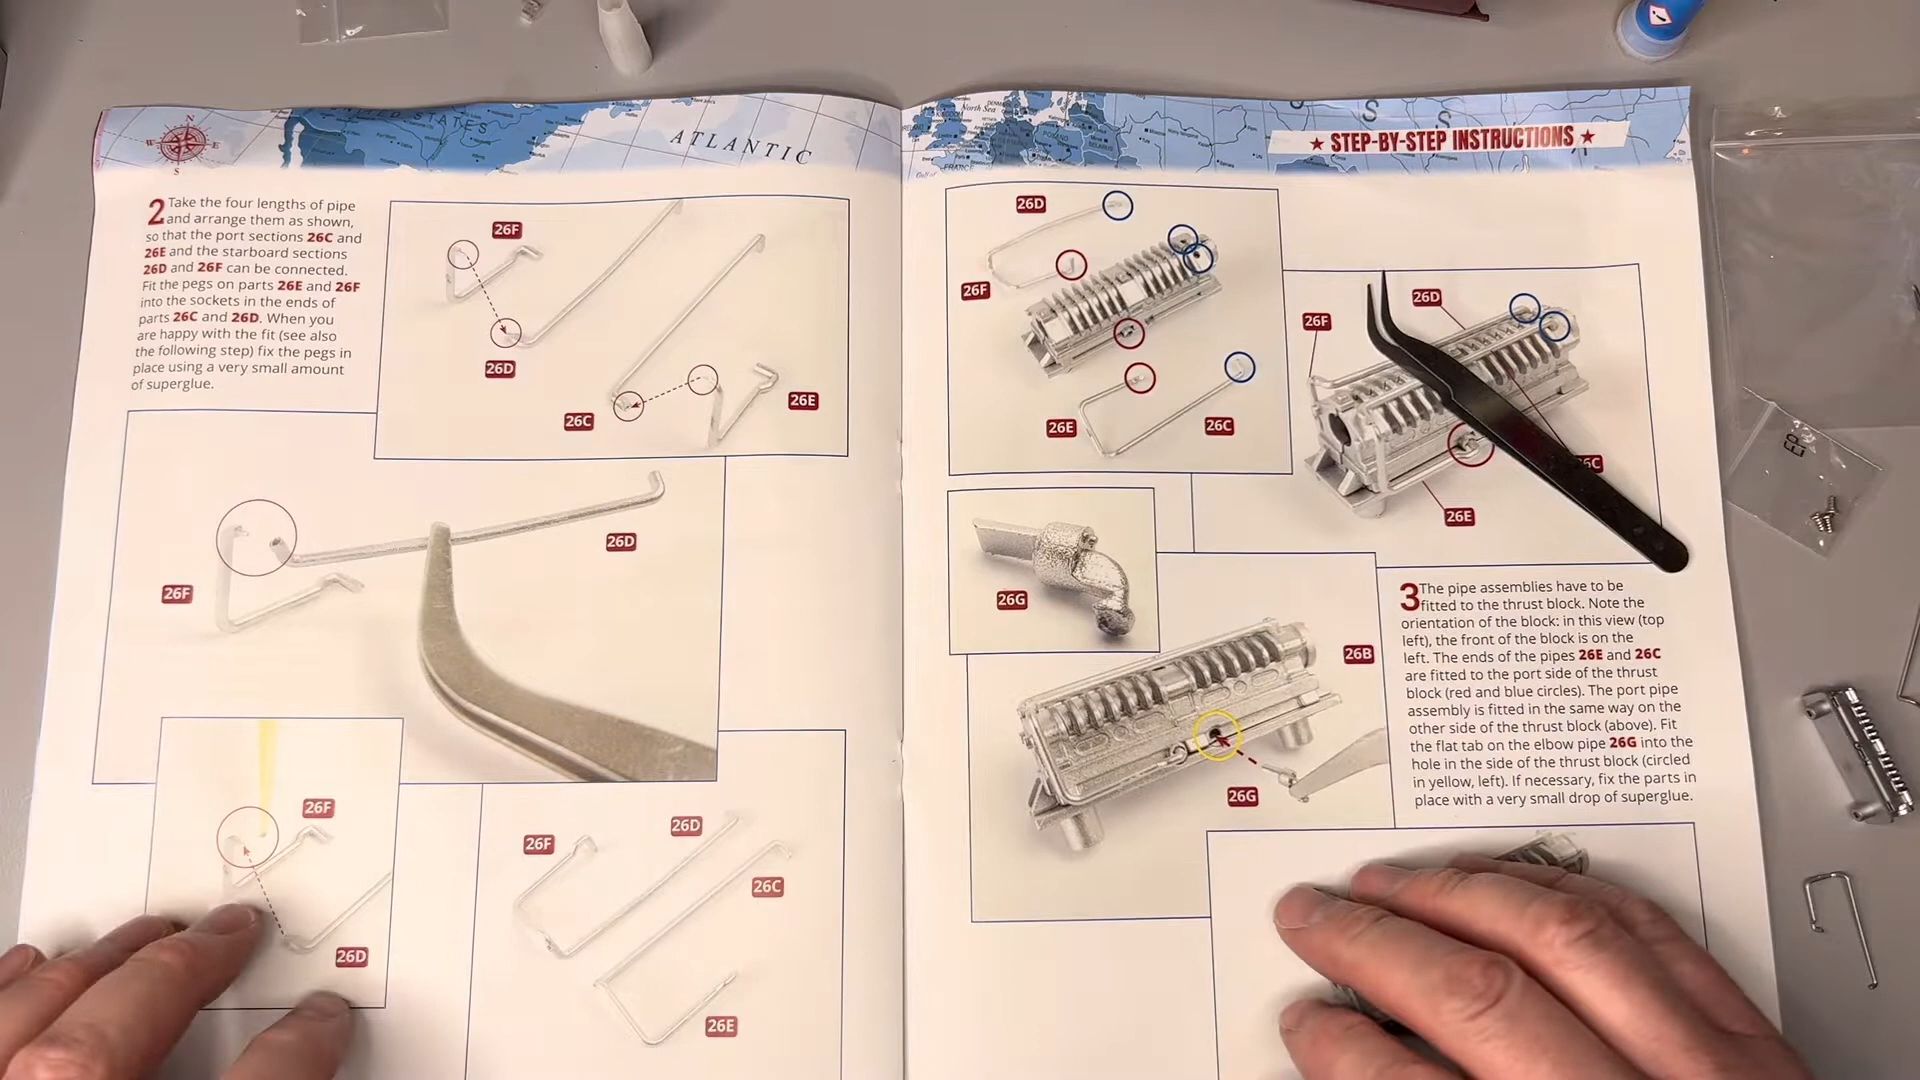 UNITED STATES
ATLANTIC
N
E
S
North Sea
POLAND
FRANCE
★ STEP-BY-STEP INSTRUCTIONS ★
2 Take the four lengths of pipe
and arrange them as shown,
so that the port sections 26C and
26E and the starboard sections
26D and 26F can be connected.
Fit the pegs on parts 26E and 26F
into the sockets in the ends of
parts 26C and 26D. When you
are happy with the fit (see also
the following step) fix the pegs in
place using a very small amount
of superglue.
26F
26D
26C
26E
26D
26F
26F
26D
26F
26D
26C
26E
26D
26F
26E
26C
26D
26F
26E
26G
26B
26G
3 The pipe assemblies have to be
fitted to the thrust block. Note the
orientation of the block: in this view (top
left), the front of the block is on the
left. The ends of the pipes 26E and 26C
are fitted to the port side of the thrust
block (red and blue circles). The port pipe
assembly is fitted in the same way on the
other side of the thrust block (above). Fit
the flat tab on the elbow pipe 26G into the
hole in the side of the thrust block (circled
in yellow, left). If necessary, fix the parts in
place with a very small drop of superglue.
EP